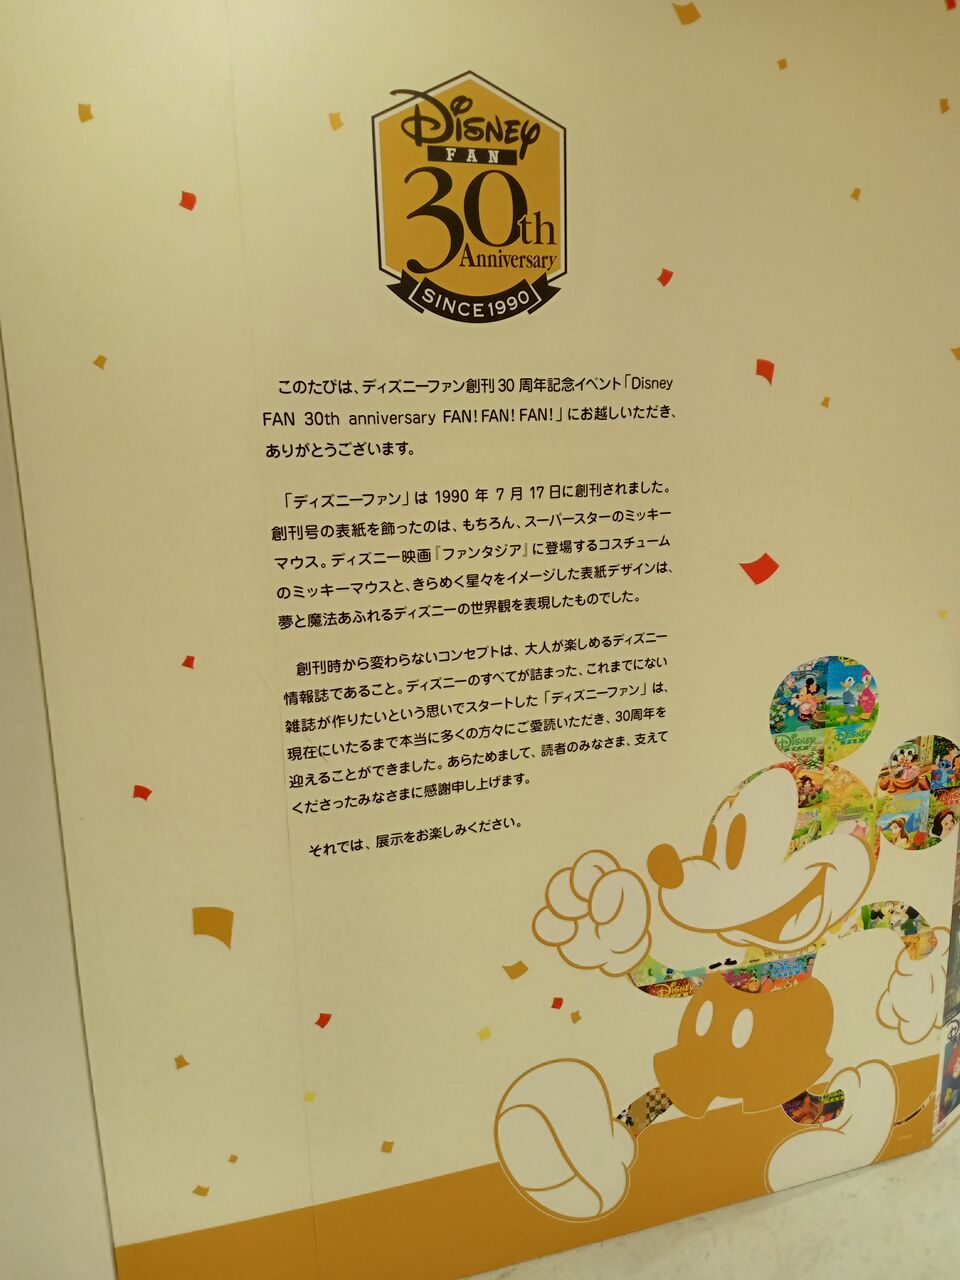 Disney
FAN
30th
Anniversary
SINCE 1990
このたびは、ディズニーファン創刊30周年記念イベント「Disney
FAN 30th anniversary FAN! FAN! FAN!」にお越しいただき、
ありがとうございます。
「ディズニーファン」は 1990 年 7 月 17 日に創刊されました。
創刊号の表紙を飾ったのは、もちろん、スーパースターのミッキー
マウス。ディズニー映画『ファンタジア』に登場するコスチューム
のミッキーマウスと、きらめく星々をイメージした表紙デザインは、
夢と魔法あふれるディズニーの世界観を表現したものでした。
創刊時から変わらないコンセプトは、大人が楽しめるディズニー
情報誌であること。ディズニーのすべてが詰まった、これまでにない
雑誌が作りたいという思いでスタートした「ディズニーファン」は、
現在にいたるまで本当に多くの方々にご愛読いただき、30周年を
迎えることができました。あらためまして、読者のみなさま、支えて
くださったみなさまに感謝申し上げます。
それでは、展示をお楽しみください。
Disney
Disney